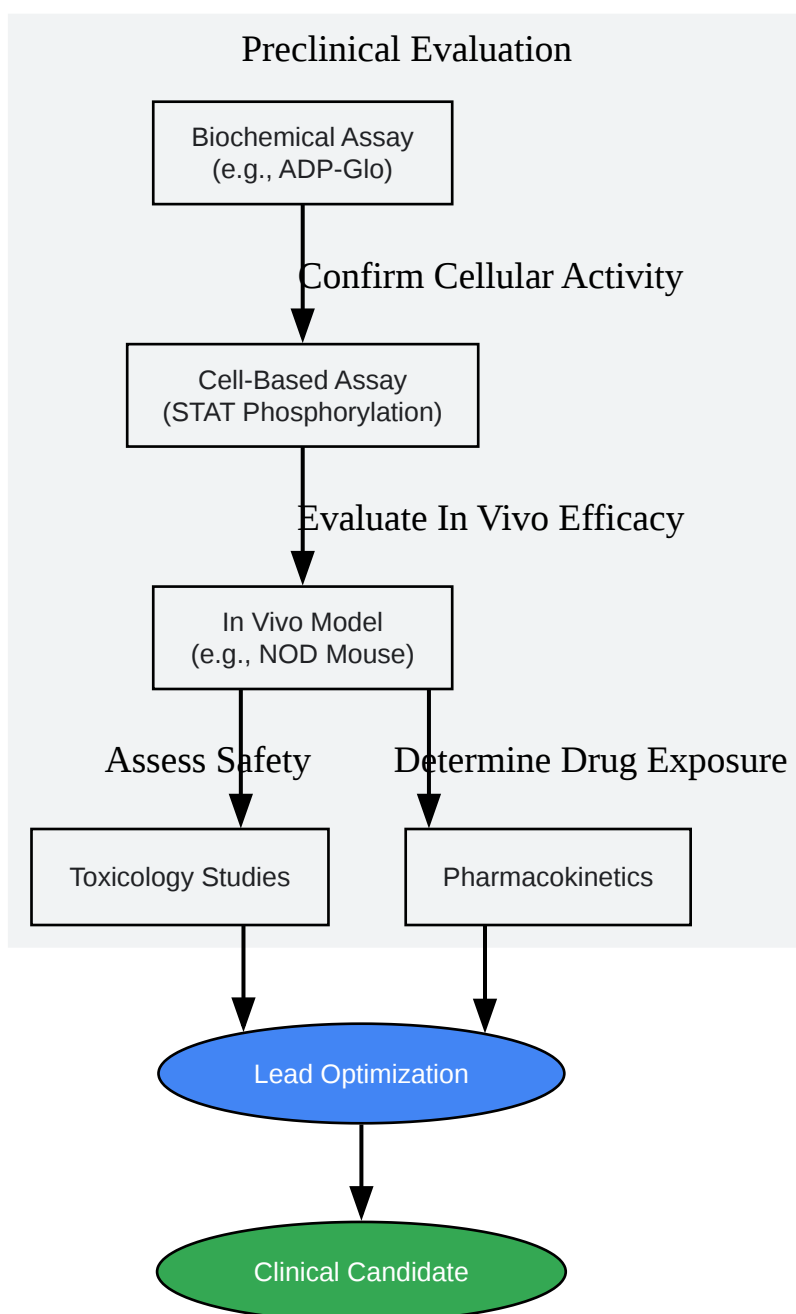 Preclinical Evaluation
Biochemical Assay
(e.g., ADP-Glo)
Confirm Cellular Activity
Cell-Based Assay
(STAT Phosphorylation)
Evaluate In Vivo Efficacy
In Vivo Model
(e.g., NOD Mouse)
Assess Safety
Determine Drug Exposure
Toxicology Studies
Pharmacokinetics
Lead Optimization
Clinical Candidate